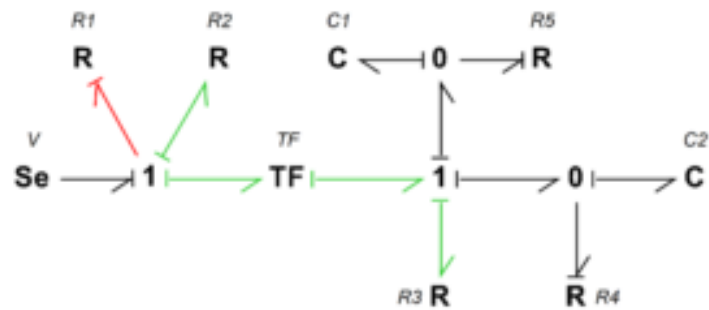 R1 R2 C1 R5
R R C 0 R
V TF C2
Se 1 TF 1 0 C
R3 R R R4